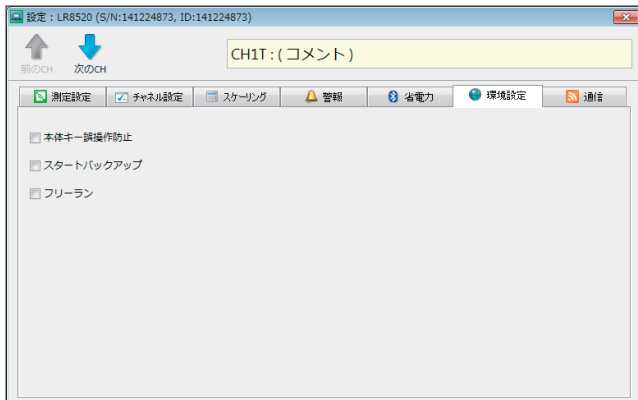 設定 : LR8520 (S/N:141224873, ID:141224873)
前のCH 次のCH
CH1T : ( コメント )
測定設定 チャネル設定 スケーリング 警報 省電力 環境設定 通信
本体キー誤操作防止
スタートバックアップ
フリーラン